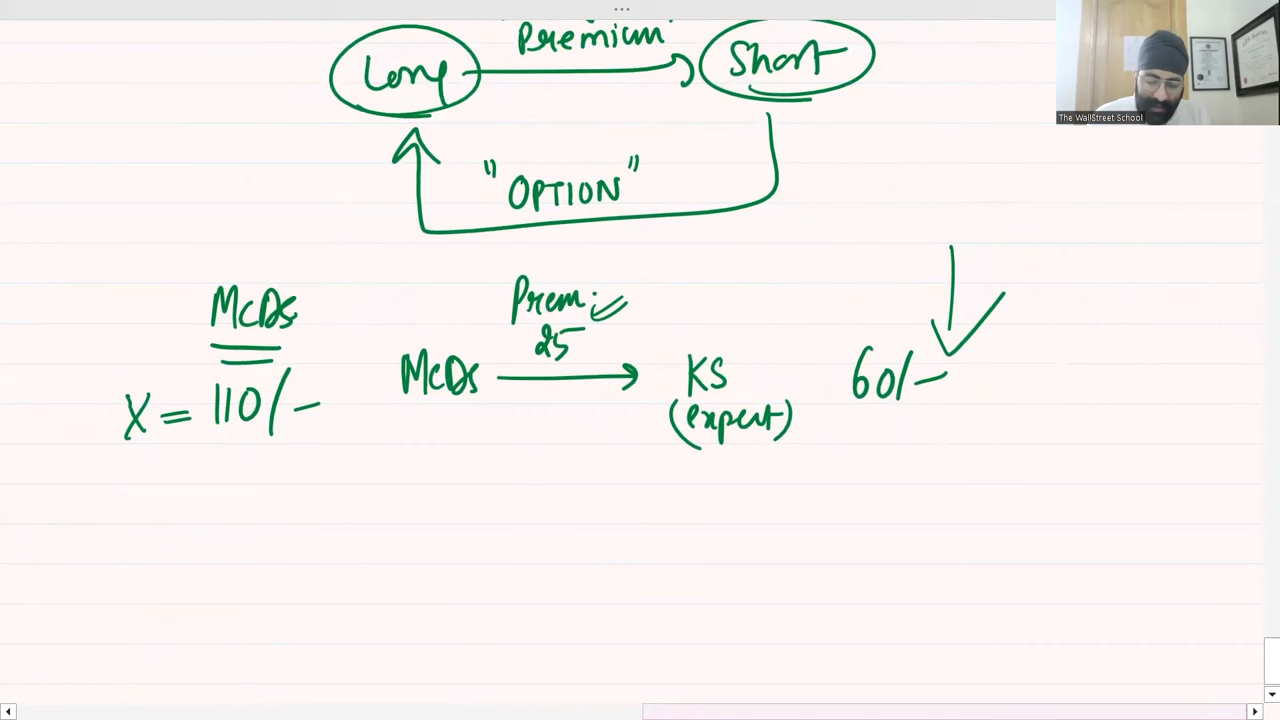 Premium
Long
Short
"OPTION"
McDs
Prem.
25
McDs
KS
60/-
X = 110/-
(expert)
The WallStreet School